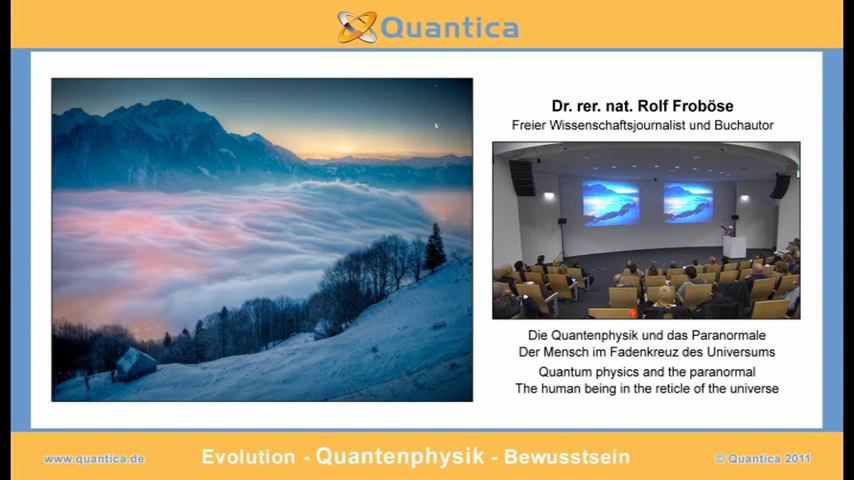 Quantica
Dr. rer. nat. Rolf Froböse
Freier Wissenschaftsjournalist und Buchautor
Die Quantenphysik und das Paranormale
Der Mensch im Fadenkreuz des Universums
Quantum physics and the paranormal
The human being in the reticle of the universe
www.quantica.de
Evolution - Quantenphysik - Bewusstsein
© Quantica 2011